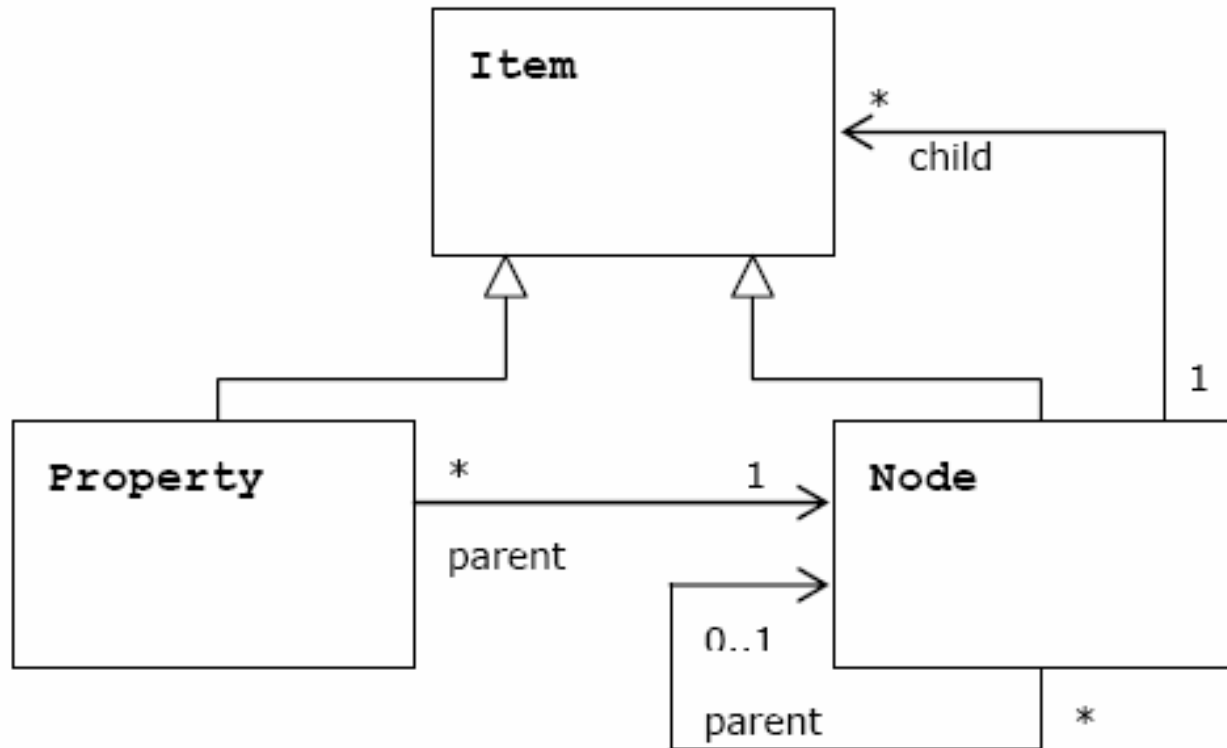 Item
*
child
1
Property
*
1
Node
parent
0..1
parent
*